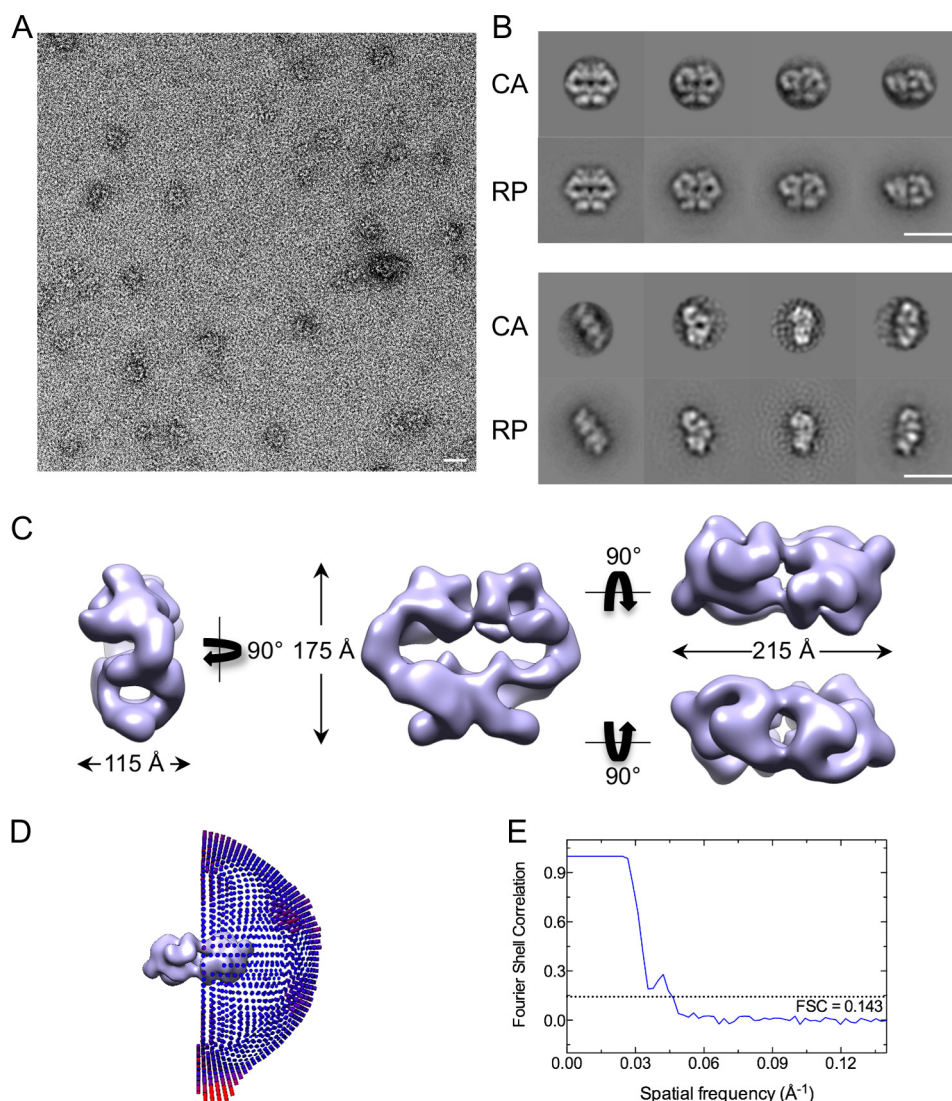 A
B
CA
RP
CA
RP
C
90°
175 Å
115 Å
90°
215 Å
90°
D
E
Fourier Shell Correlation
0.9
0.6
0.3
0.0
FSC = 0.143
0.00 0.03 0.06 0.09 0.12
Spatial frequency (Å-1)